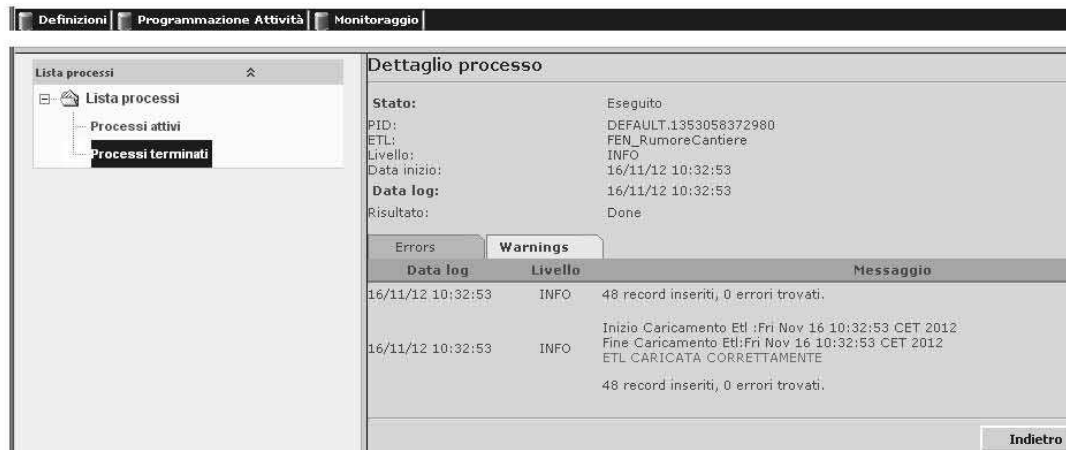 Definizioni Programmazione Attività Monitoraggio
Lista processi
Lista processi
Processi attivi
Processi terminati
Dettaglio processo
Stato: Eseguito
PID: DEFAULT.1353058372980
ETL: FEN_RumoreCantiere
Livello: INFO
Data inizio: 16/11/12 10:32:53
Data log: 16/11/12 10:32:53
Risultato: Done
Errors Warnings
Data log Livello Messaggio
16/11/12 10:32:53 INFO 48 record inseriti, 0 errori trovati.
Inizio Caricamento Etl :Fri Nov 16 10:32:53 CET 2012
16/11/12 10:32:53 INFO Fine Caricamento Etl:Fri Nov 16 10:32:53 CET 2012
ETL CARICATA CORRETTAMENTE
48 record inseriti, 0 errori trovati.
Indietro